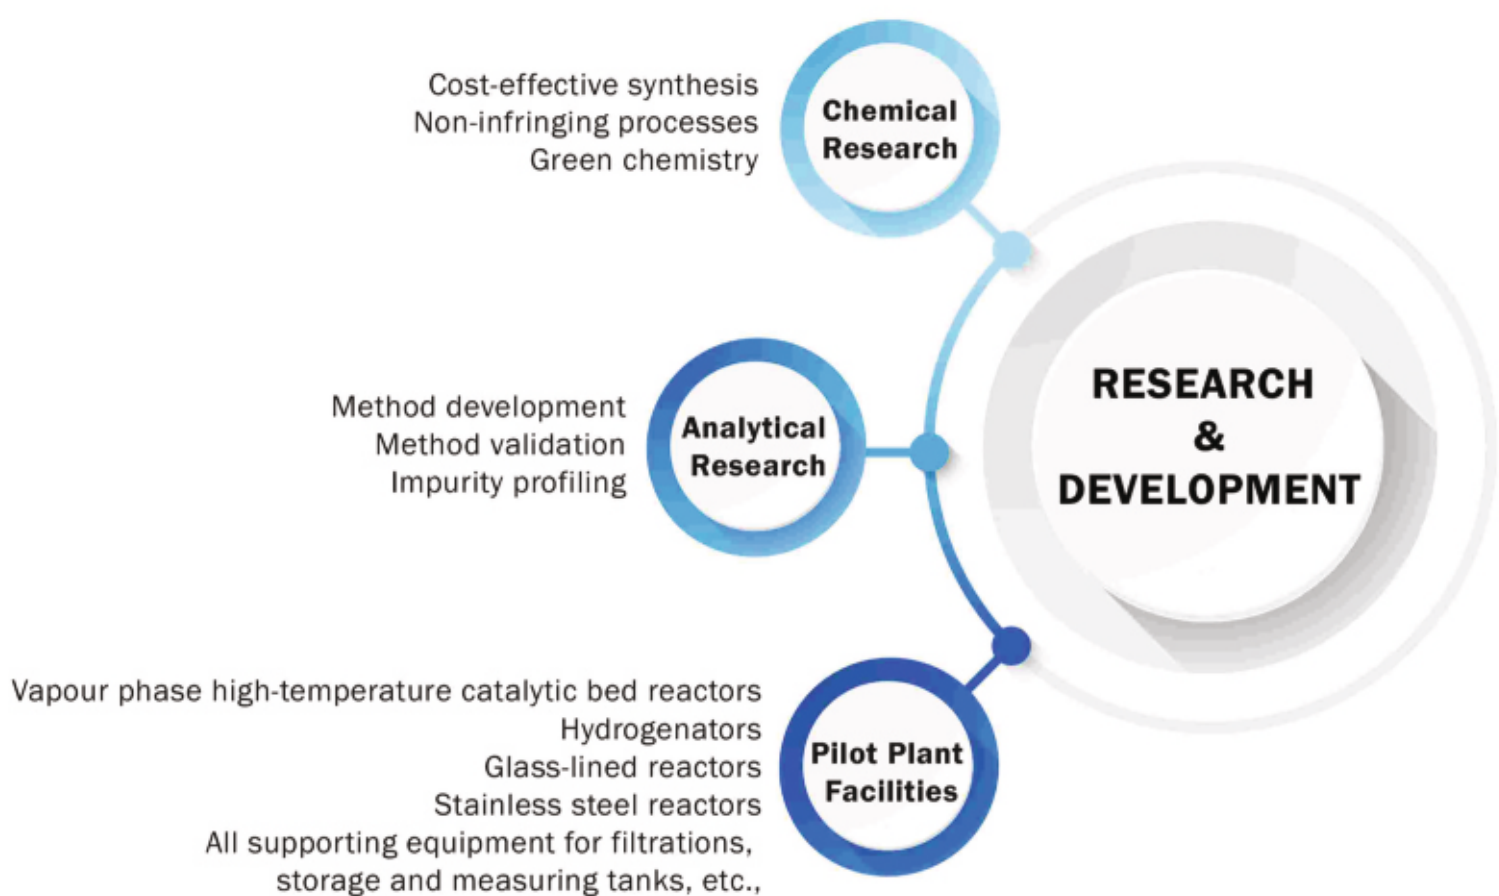 Cost-effective synthesis
Non-infringing processes
Green chemistry
Chemical
Research
Method development
Method validation
Impurity profiling
Analytical
Research
RESEARCH
&
DEVELOPMENT
Vapour phase high-temperature catalytic bed reactors
Hydrogenators
Glass-lined reactors
Stainless steel reactors
All supporting equipment for filtrations,
storage and measuring tanks, etc.,
Pilot Plant
Facilities